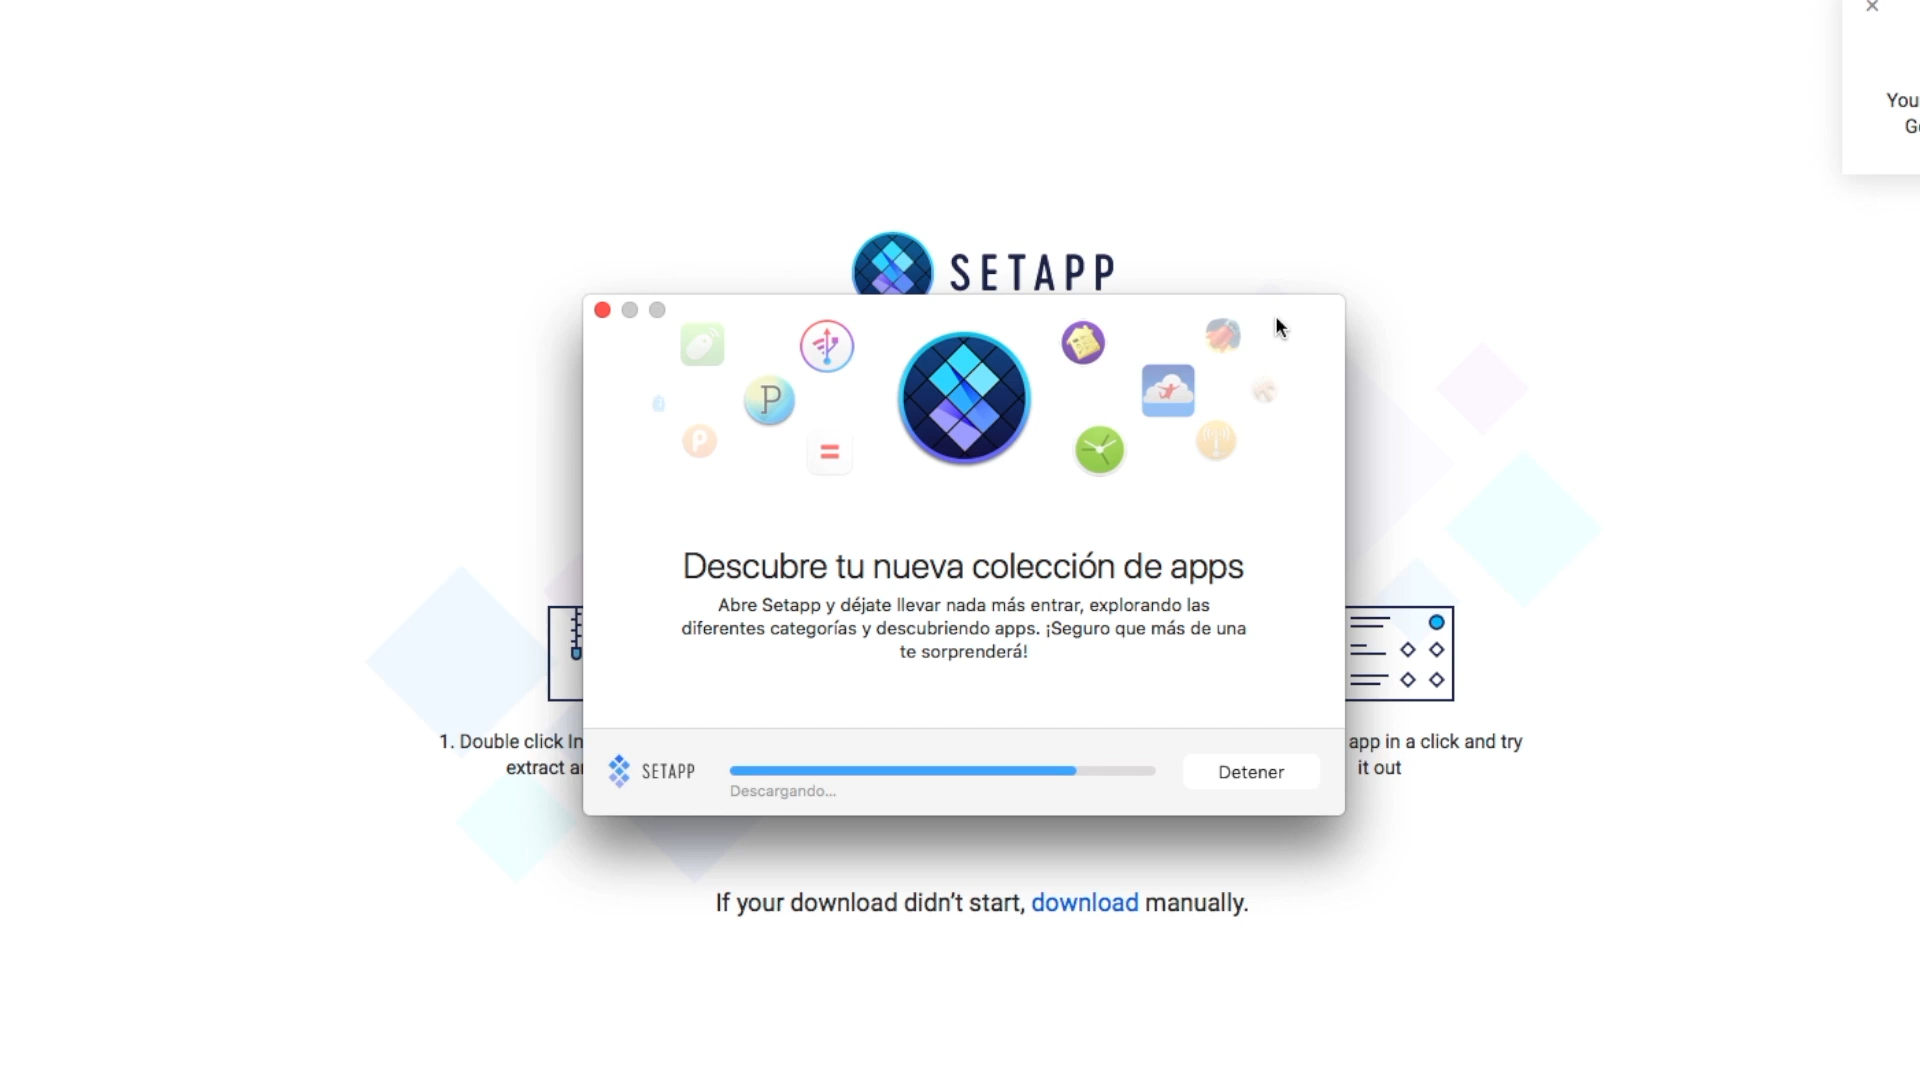 You
SETAPP
P
P
Descubre tu nueva colección de apps
Abre Setapp y déjate llevar nada más entrar, explorando las
diferentes categorías y descubriendo apps. ¡Seguro que más de una
te sorprenderá!
1. Double click In
extract
app in a click and try
it out
SETAPP
Descargando...
Detener
If your download didn't start, download manually.